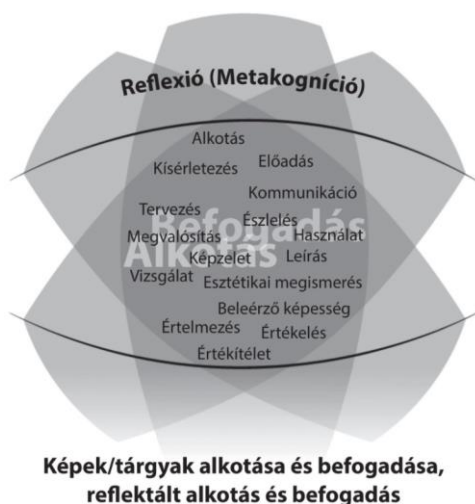 Reflexió (Metakogníció)
Alkotás
Kísérletezés
Előadás
Kommunikáció
Tervezés
Észlelés
Befogadás
Megvalósítás
Használat
Alkotás
Képzelet
Leírás
Vizsgálat
Esztétikai megismerés
Beleérző képesség
Értelmezés
Értékelés
Értékítélet
Képek/tárgyak alkotása és befogadása,
reflektált alkotás és befogadás